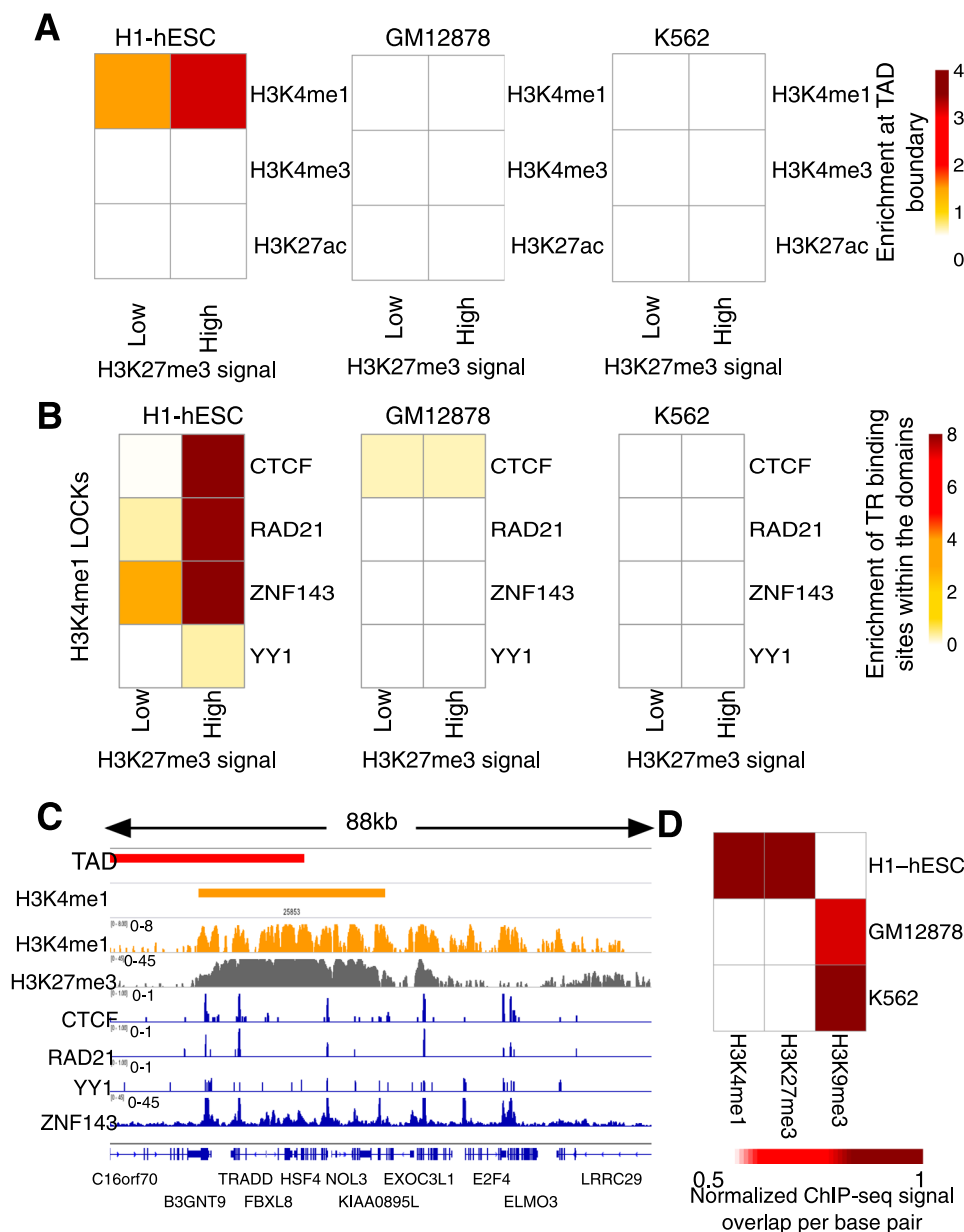 A
H1-hESC GM12878 K562
H3K4me1 H3K4me1 H3K4me1
H3K4me3 H3K4me3 H3K4me3
H3K27ac H3K27ac H3K27ac
Low High Low High Low High
H3K27me3 signal H3K27me3 signal H3K27me3 signal
Enrichment at TAD
boundary
4
3
2
1
0
B
H1-hESC GM12878 K562
H3K4me1 LOCKs
CTCF CTCF CTCF
RAD21 RAD21 RAD21
ZNF143 ZNF143 ZNF143
YY1 YY1 YY1
Low High Low High Low High
H3K27me3 signal H3K27me3 signal H3K27me3 signal
Enrichment of TR binding
sites within the domains
8
6
4
2
0
C
88kb
TAD
H3K4me1
25853
H3K4me1 0-8
H3K27me3 0-45
CTCF 0-1
RAD21 0-1
YY1 0-1
ZNF143 0-45
C16orf70 TRADD HSF4 NOL3 EXOC3L1 E2F4 LRRC29
B3GNT9 FBXL8 KIAA0895L ELMO3
D
H1–hESC
GM12878
K562
H3K4me1 H3K27me3 H3K9me3
0.5 1
Normalized ChIP-seq signal
overlap per base pair